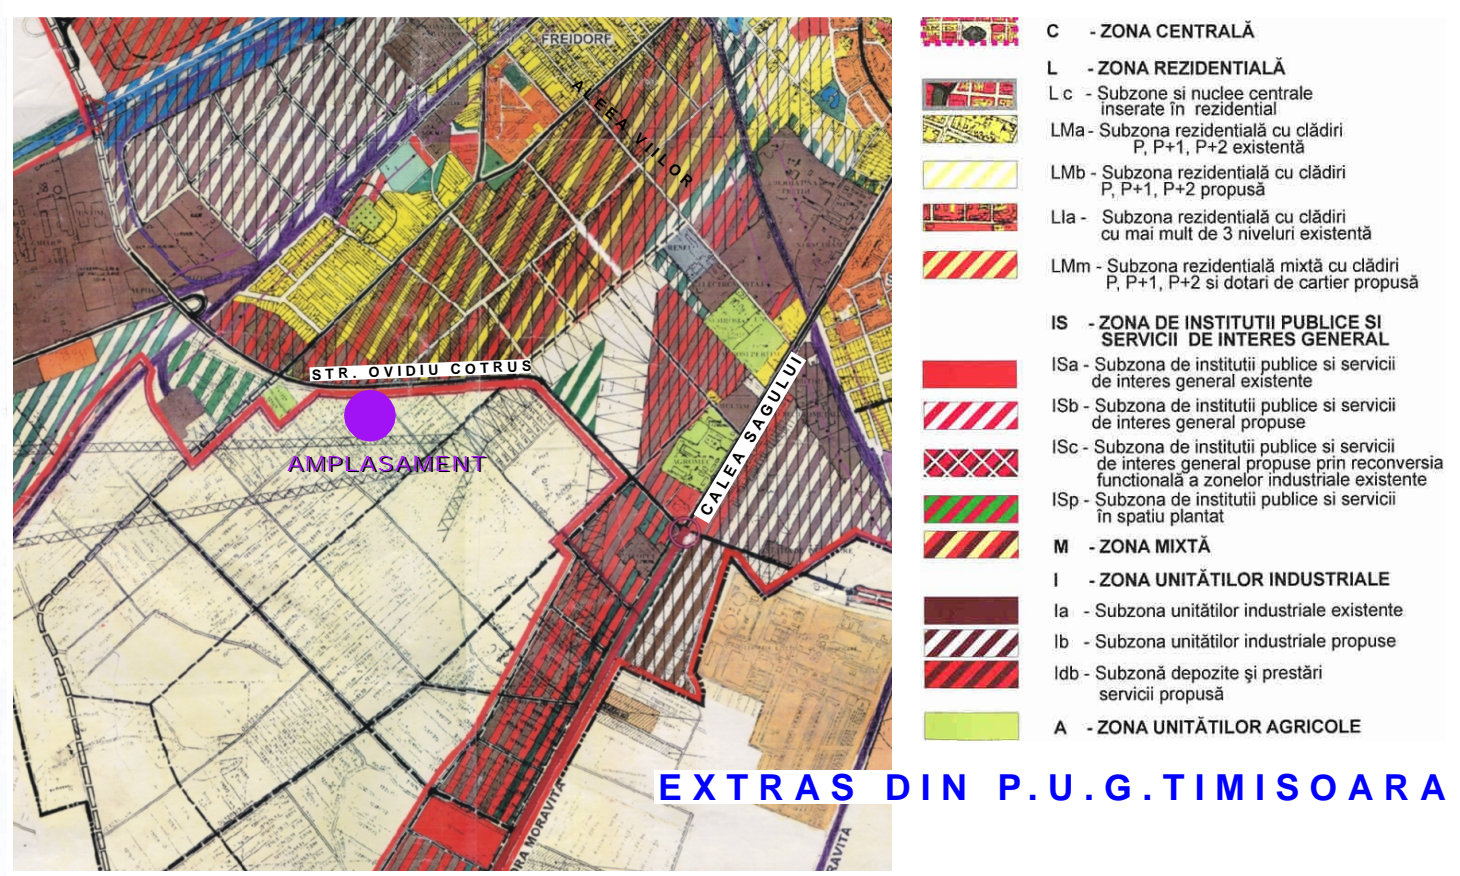 FREIDORF
ALEEA VIILOR
STR. OVIDIU COTRUS
AMPLASAMENT
CALEA SAGULUI
C - ZONA CENTRALĂ
L - ZONA REZIDENTIALĂ
Lc - Subzone si nuclee centrale
inserate în rezidential
LMa - Subzona rezidentială cu clădiri
P, P+1, P+2 existentă
LMb - Subzona rezidentială cu clădiri
P, P+1, P+2 propusă
LIa - Subzona rezidentială cu clădiri
cu mai mult de 3 niveluri existentă
LMm - Subzona rezidentială mixtă cu clădiri
P, P+1, P+2 si dotari de cartier propusă
IS - ZONA DE INSTITUTII PUBLICE SI
SERVICII DE INTERES GENERAL
ISa - Subzona de institutii publice si servicii
de interes general existente
ISb - Subzona de institutii publice si servicii
de interes general propuse
ISc - Subzona de institutii publice si servicii
de interes general propuse prin reconversia
functională a zonelor industriale existente
ISp - Subzona de institutii publice si servicii
în spatiu plantat
M - ZONA MIXTĂ
I - ZONA UNITĂTILOR INDUSTRIALE
Ia - Subzona unitătilor industriale existente
Ib - Subzona unitătilor industriale propuse
Idb - Subzonă depozite şi prestări
servicii propusă
A - ZONA UNITĂTILOR AGRICOLE
EXTRAS DIN P.U.G.TIMISOARA